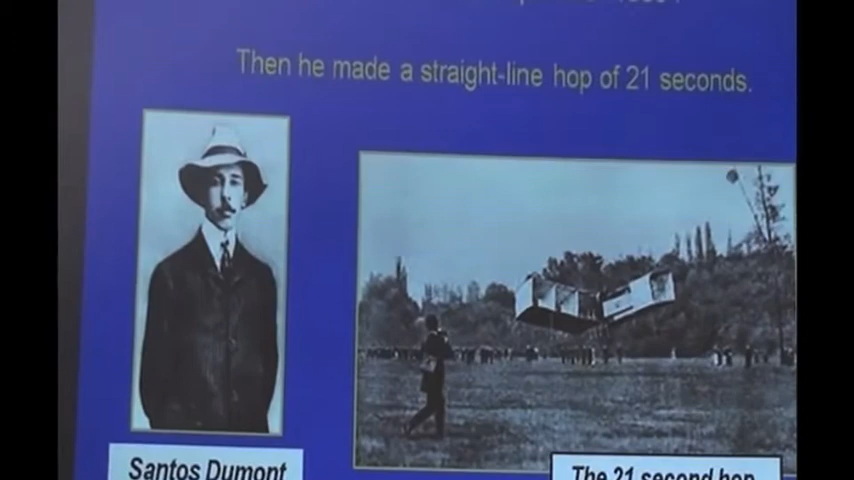 Then he made a straight-line hop of 21 seconds.
Santos Dumont
The 21 second hop